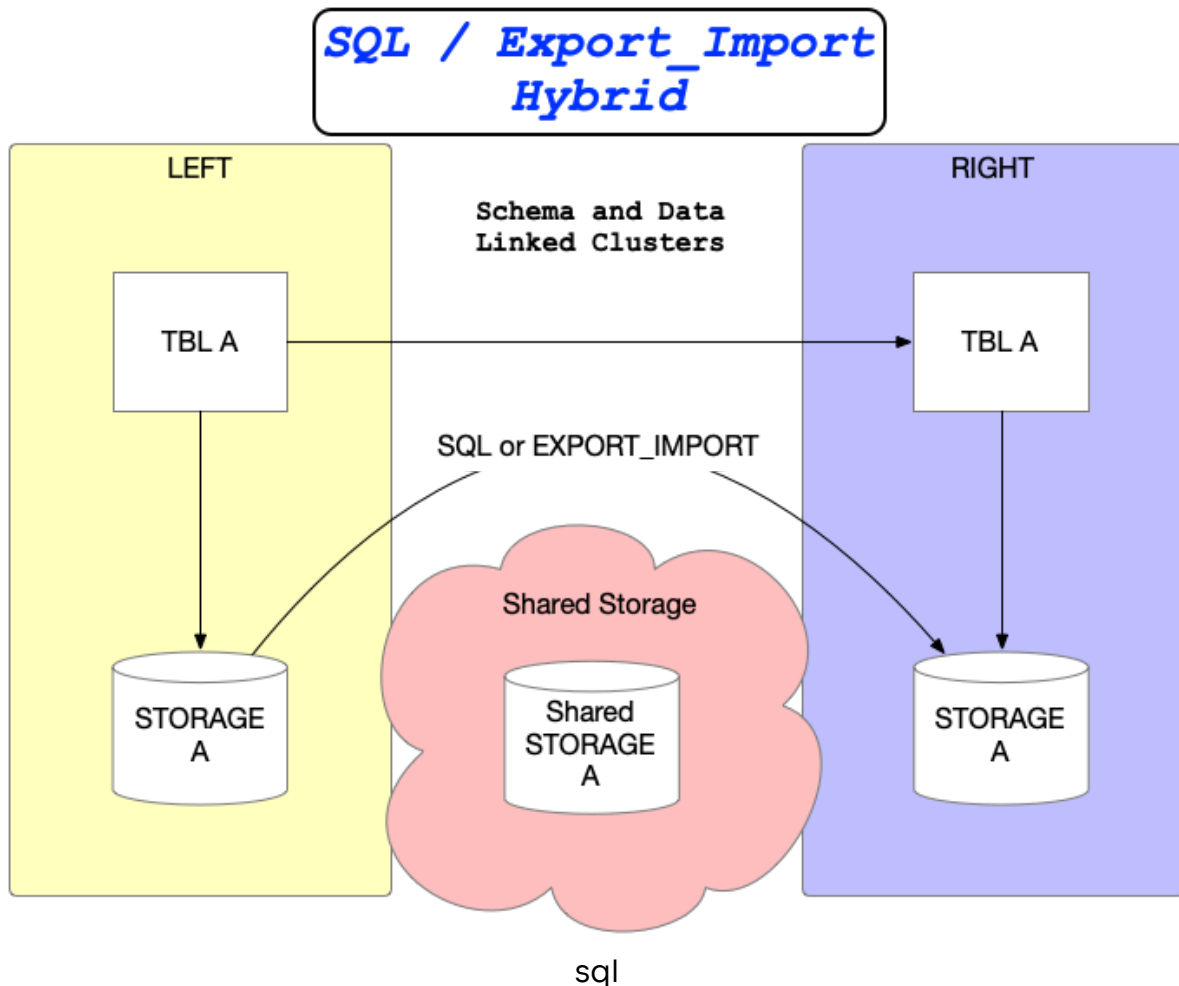 SQL / Export_Import
Hybrid
LEFT
RIGHT
Schema and Data
Linked Clusters
TBL A
TBL A
SQL or EXPORT_IMPORT
Shared Storage
STORAGE
A
Shared
STORAGE
A
STORAGE
A
sql